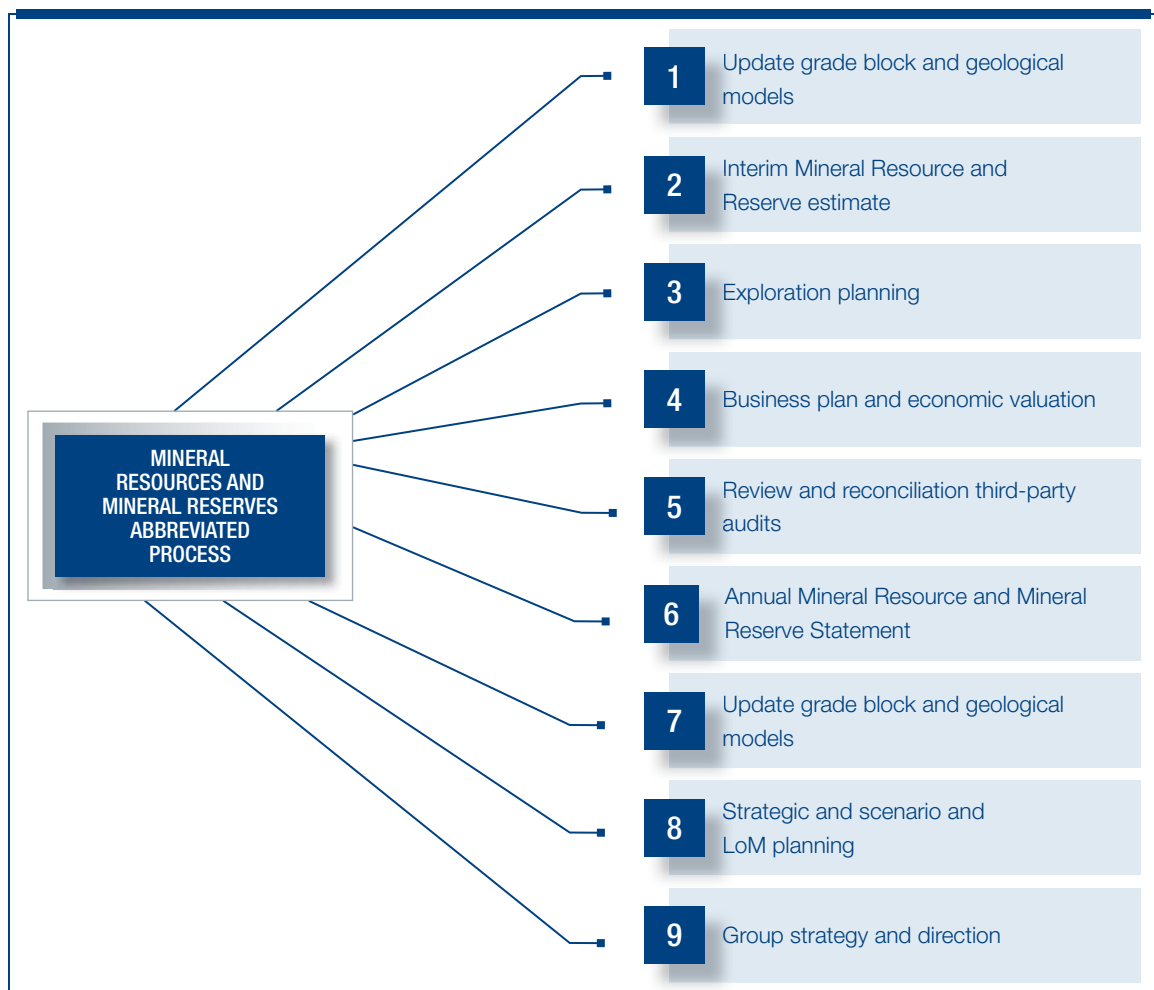 1
Update grade block and geological
models
2
Interim Mineral Resource and
Reserve estimate
3
Exploration planning
4
Business plan and economic valuation
MINERAL
RESOURCES AND
MINERAL RESERVES
ABBREVIATED
PROCESS
5
Review and reconciliation third-party
audits
6
Annual Mineral Resource and Mineral
Reserve Statement
7
Update grade block and geological
models
8
Strategic and scenario and
LoM planning
9
Group strategy and direction